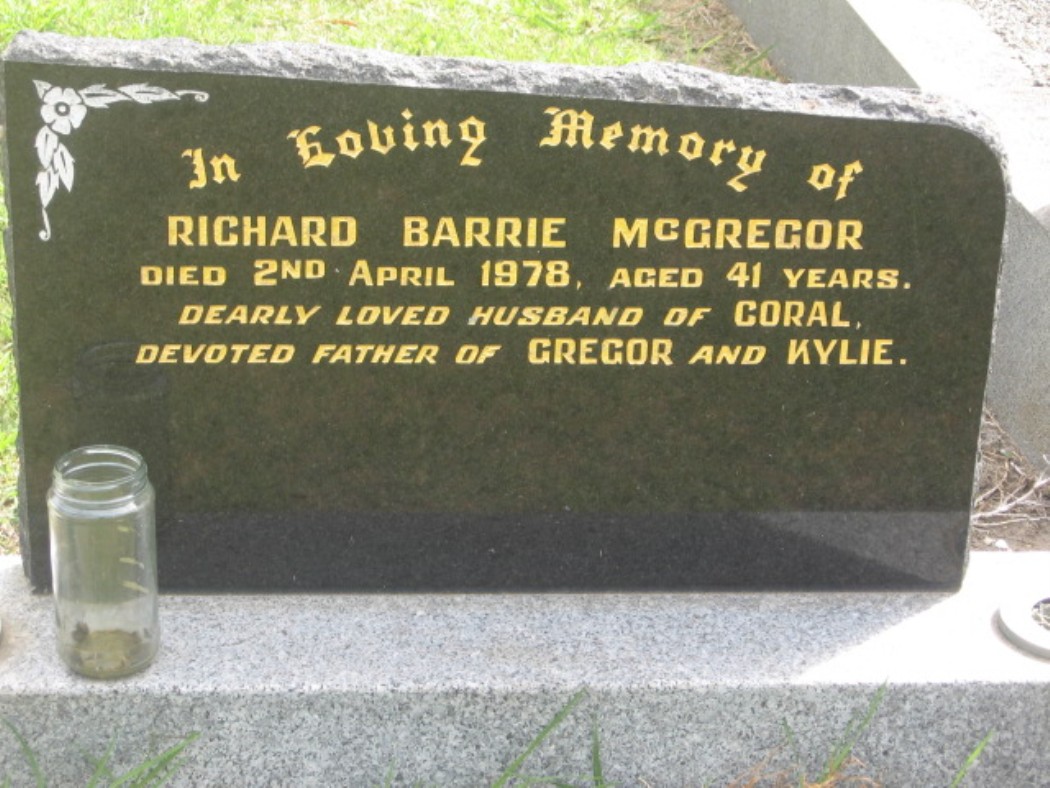 In Loving Memory of
RICHARD BARRIE McGREGOR
DIED 2ND APRIL 1978, AGED 41 YEARS.
DEARLY LOVED HUSBAND OF CORAL,
DEVOTED FATHER OF GREGOR AND KYLIE.